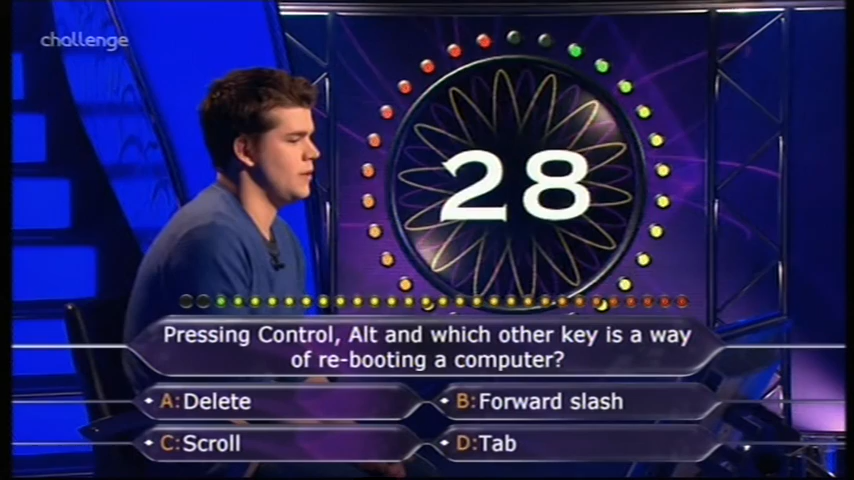 challenge
28
Pressing Control, Alt and which other key is a way
of re-booting a computer?
A: Delete
B: Forward slash
C: Scroll
D: Tab